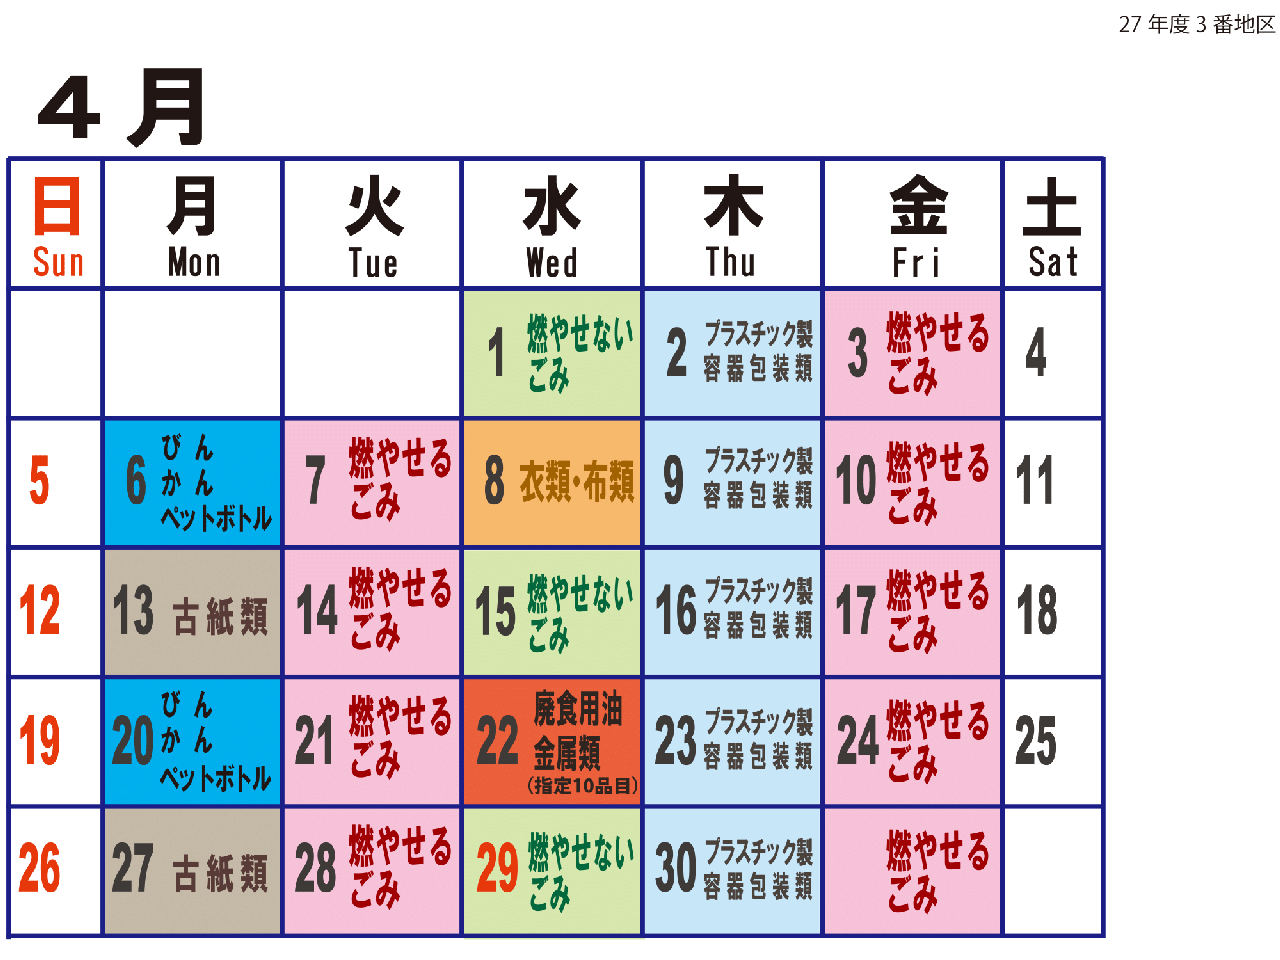 27 年度 3 番地区
4 月
日 月 火 水 木 金 土
Sun Mon Tue Wed Thu Fri Sat
1 燃やせない
ごみ
2 プラスチック製
容器包装類
3 燃やせる
ごみ
4
5
6 びん
かん
ペットボトル
7 燃やせる
ごみ
8 衣類・布類
9 プラスチック製
容器包装類
10 燃やせる
ごみ
11
12
13 古紙類
14 燃やせる
ごみ
15 燃やせない
ごみ
16 プラスチック製
容器包装類
17 燃やせる
ごみ
18
19
20 びん
かん
ペットボトル
21 燃やせる
ごみ
22 廃食用油
金属類
(指定10品目)
23 プラスチック製
容器包装類
24 燃やせる
ごみ
25
26
27 古紙類
28 燃やせる
ごみ
29 燃やせない
ごみ
30 プラスチック製
容器包装類
燃やせる
ごみ